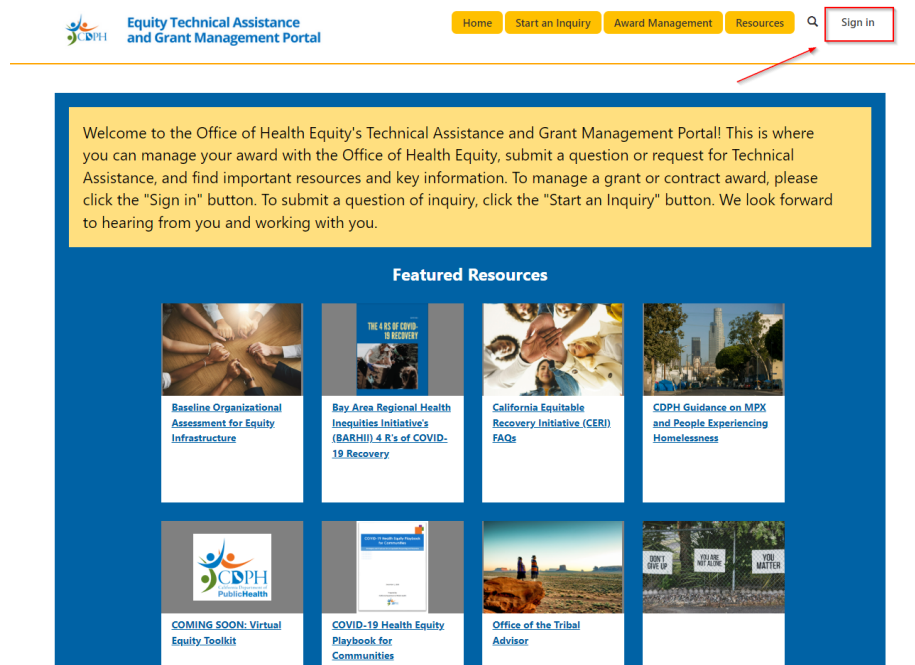 CDPH
Equity Technical Assistance
and Grant Management Portal
Home
Start an Inquiry
Award Management
Resources
Sign in
Welcome to the Office of Health Equity's Technical Assistance and Grant Management Portal! This is where
you can manage your award with the Office of Health Equity, submit a question or request for Technical
Assistance, and find important resources and key information. To manage a grant or contract award, please
click the "Sign in" button. To submit a question of inquiry, click the "Start an Inquiry" button. We look forward
to hearing from you and working with you.
Featured Resources
THE 4 RS OF COVID-
19 RECOVERY
Baseline Organizational
Assessment for Equity
Infrastructure
Bay Area Regional Health
Inequities Initiative's
(BARHII) 4 R's of COVID-
19 Recovery
California Equitable
Recovery Initiative (CERI)
FAQs
CDPH Guidance on MPX
and People Experiencing
Homelessness
CDPH
California Department of
PublicHealth
COVID-19 Health Equity Playbook
for Communities
DON'T
GIVE UP
YOU ARE
NOT ALONE
YOU
MATTER
COMING SOON: Virtual
Equity Toolkit
COVID-19 Health Equity
Playbook for
Communities
Office of the Tribal
Advisor